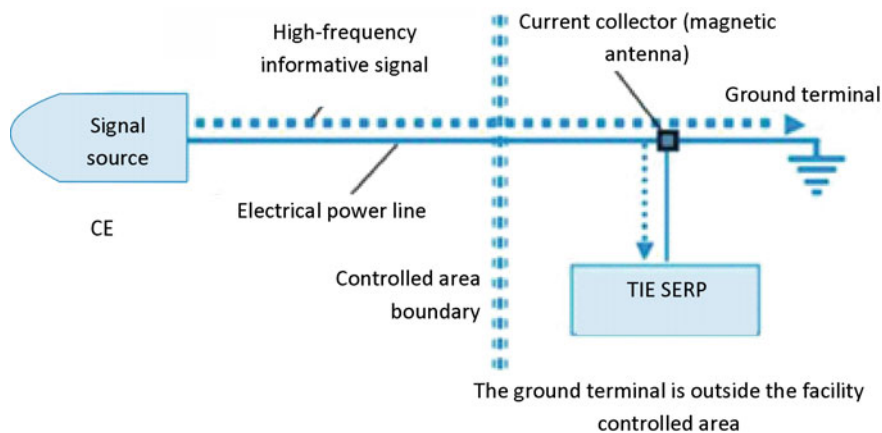 High-frequency
informative signal
Current collector (magnetic
antenna)
Ground terminal
Signal
source
Electrical power line
CE
Controlled area
boundary
TIE SERP
The ground terminal is outside the facility
controlled area